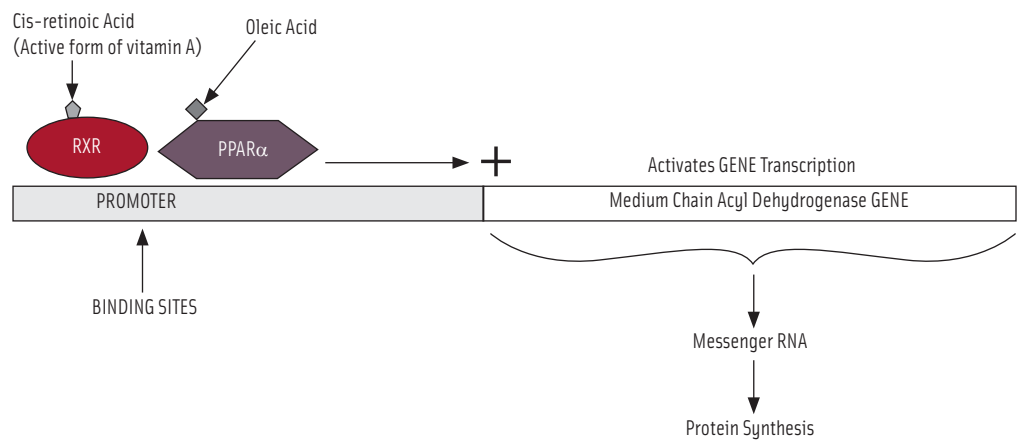 Cis-retinoic Acid
(Active form of vitamin A)
Oleic Acid
RXR
PPARα
+
Activates GENE Transcription
PROMOTER
Medium Chain Acyl Dehydrogenase GENE
BINDING SITES
Messenger RNA
Protein Synthesis